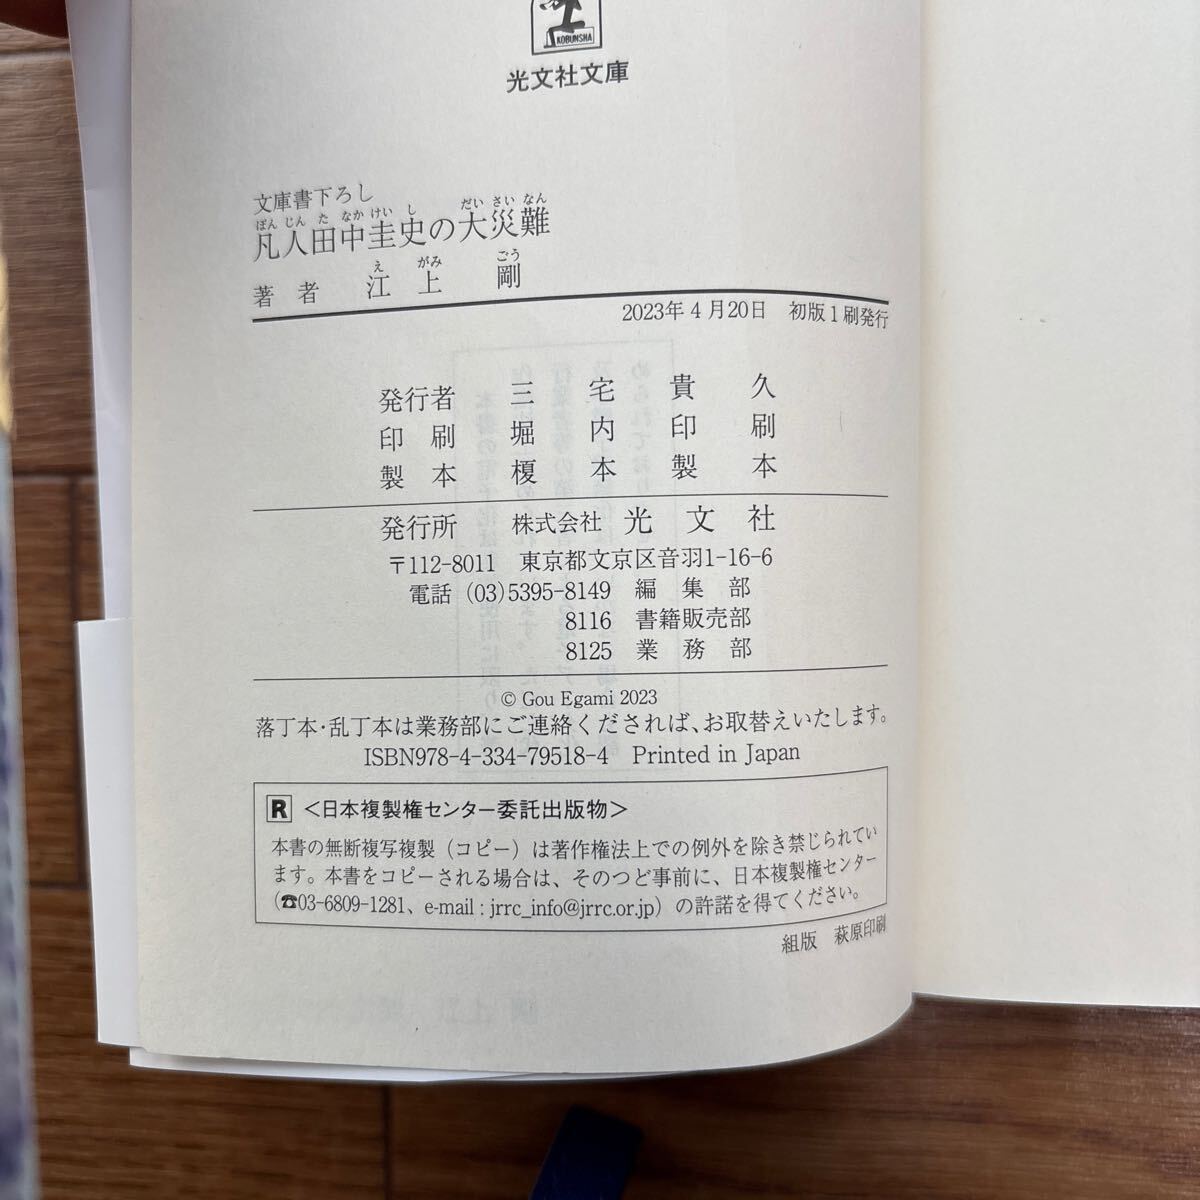 KOBUNSHA
光文社文庫
文庫書下ろし
ぼん じん た なか けい し だい さい なん
凡人田中圭史の大災難
え がみ ごう
著者 江上 剛
2023年4月20日 初版1刷発行
発行者 三宅貴久
印刷 堀内印刷
製本 榎本製本
発行所 株式会社 光文社
〒112-8011 東京都文京区音羽1-16-6
電話 (03)5395-8149 編集部
8116 書籍販売部
8125 業務部
© Gou Egami 2023
落丁本・乱丁本は業務部にご連絡くだされば、お取替えいたします。
ISBN978-4-334-79518-4 Printed in Japan
R <日本複製権センター委託出版物>
本書の無断複写複製（コピー）は著作権法上での例外を除き禁じられてい
ます。本書をコピーされる場合は、そのつど事前に、日本複製権センター
（☎03-6809-1281、e-mail : jrrc_info@jrrc.or.jp）の許諾を得てください。
組版 萩原印刷